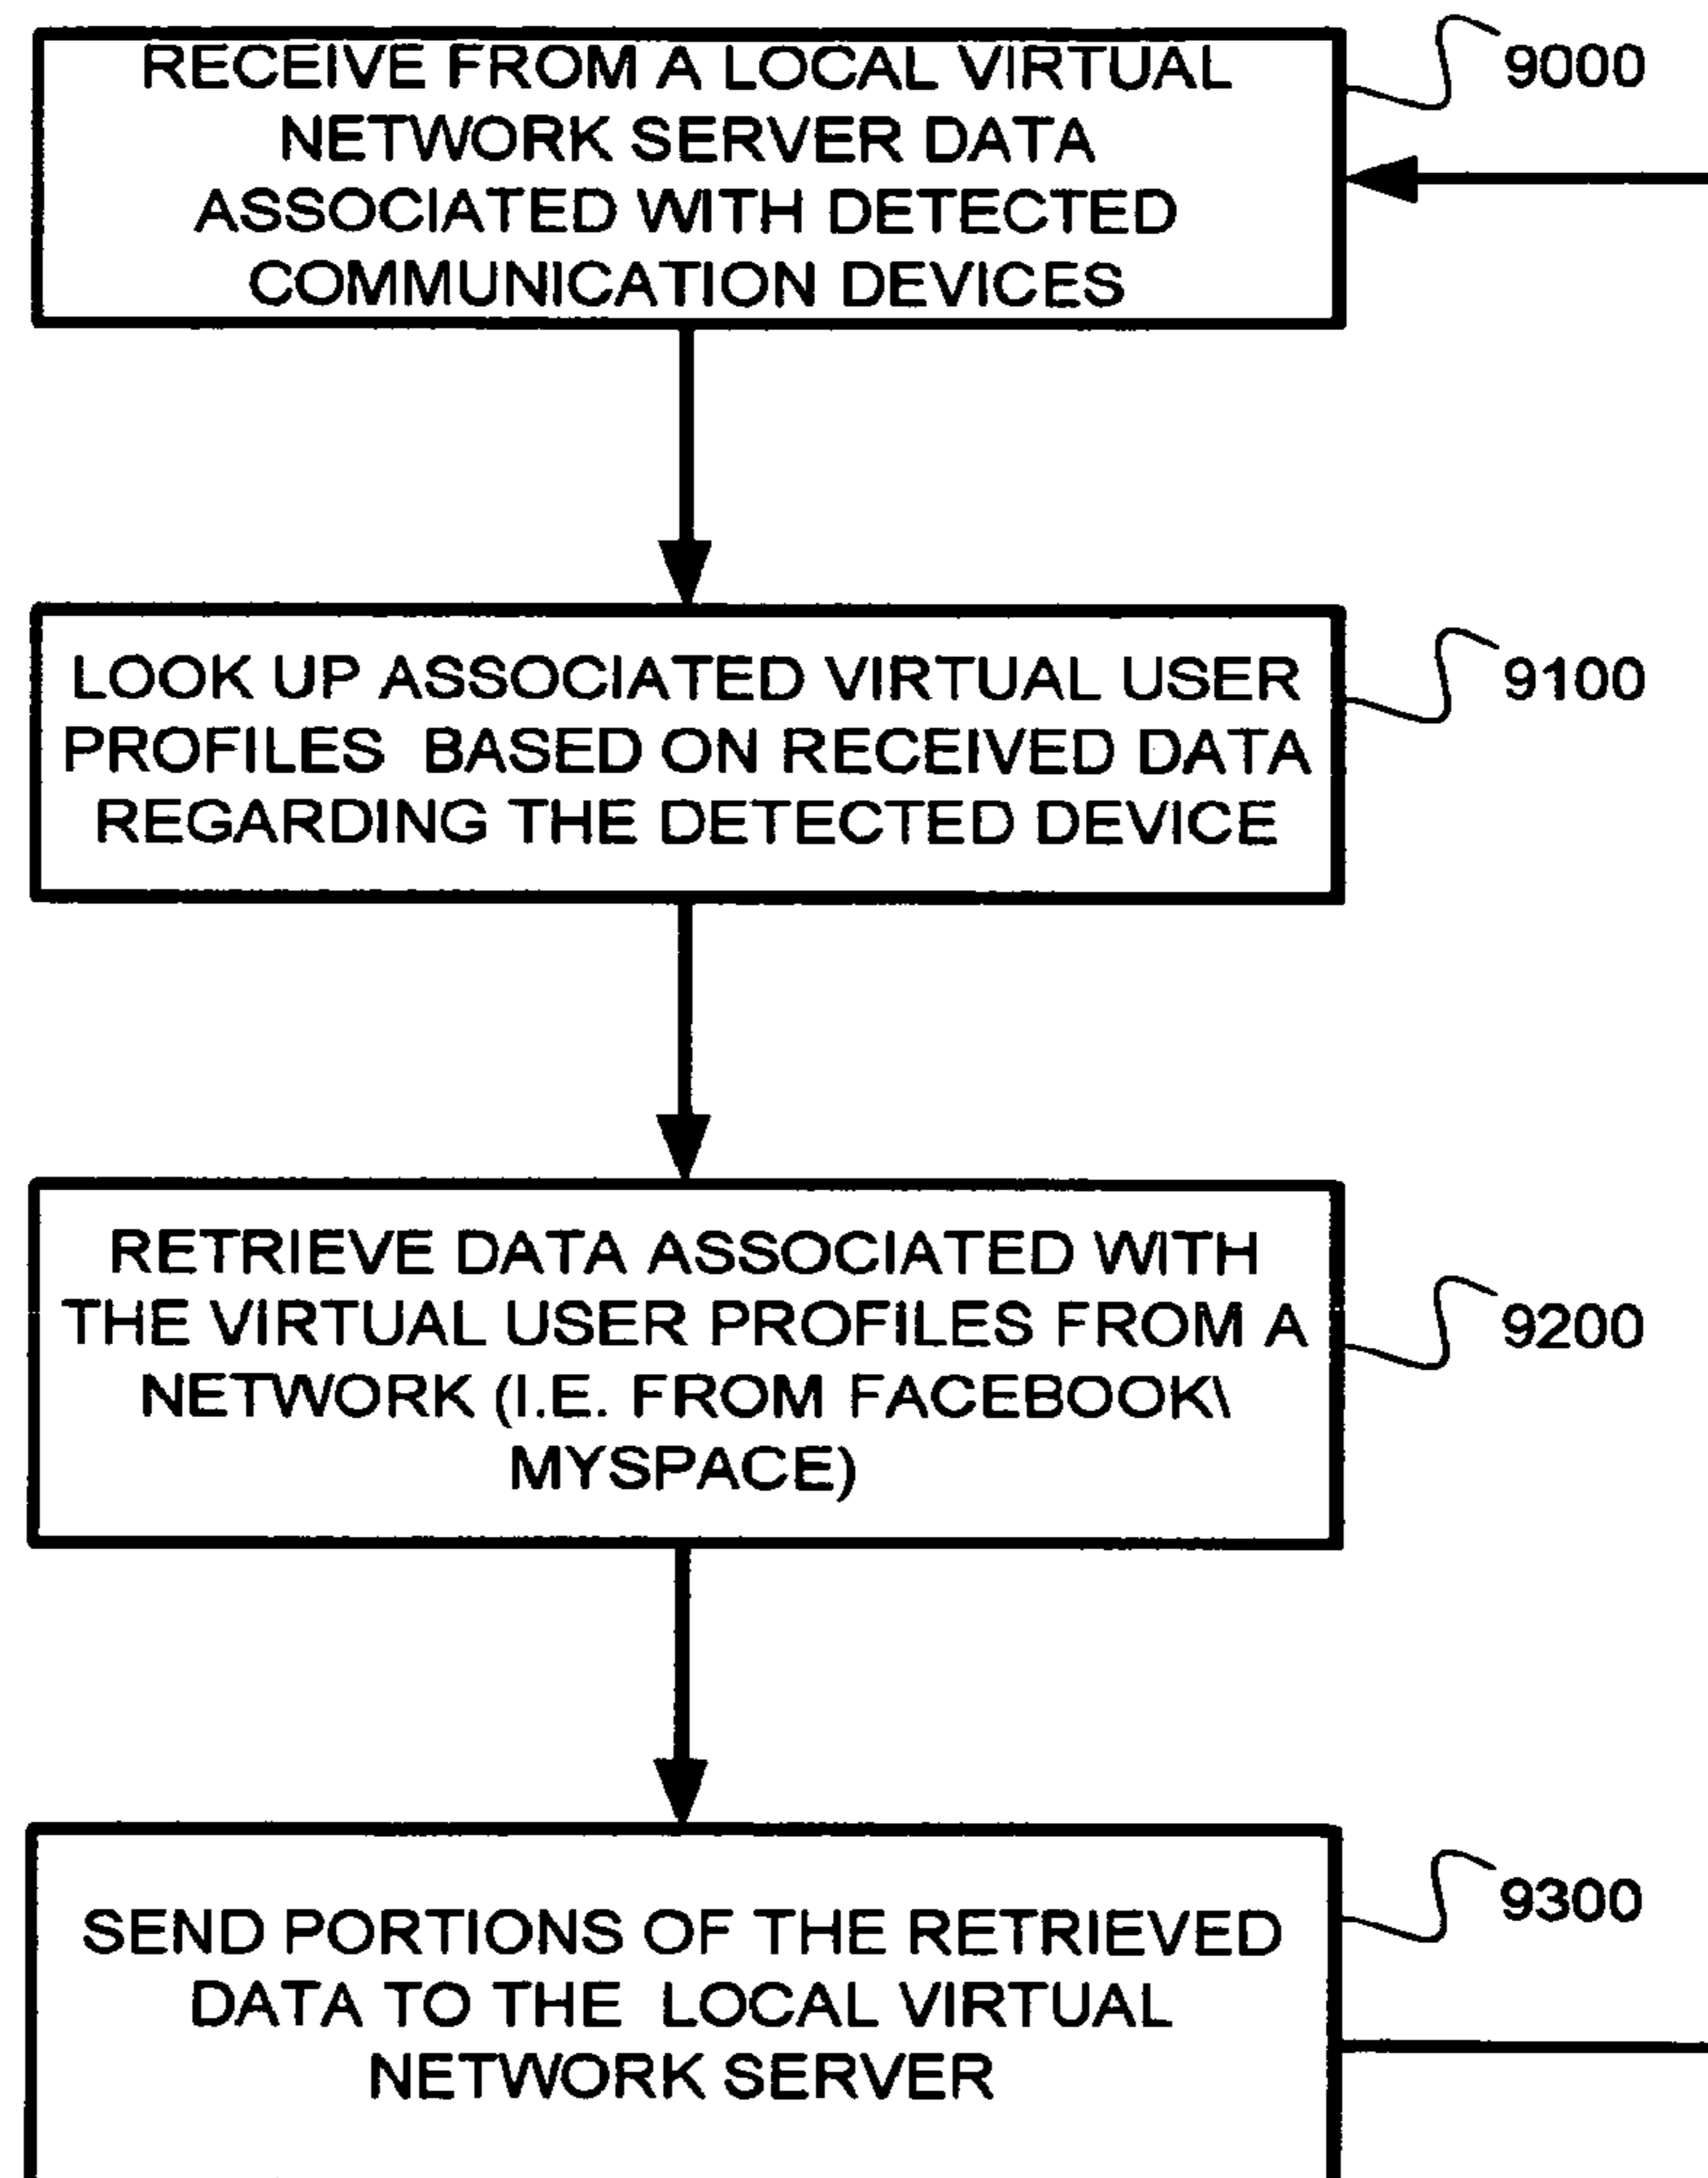 RECEIVE FROM A LOCAL VIRTUAL
NETWORK SERVER DATA
ASSOCIATED WITH DETECTED
COMMUNICATION DEVICES
9000
LOOK UP ASSOCIATED VIRTUAL USER
PROFILES BASED ON RECEIVED DATA
REGARDING THE DETECTED DEVICE
9100
RETRIEVE DATA ASSOCIATED WITH
THE VIRTUAL USER PROFILES FROM A
NETWORK (I.E. FROM FACEBOOK\
MYSPACE)
9200
SEND PORTIONS OF THE RETRIEVED
DATA TO THE LOCAL VIRTUAL
NETWORK SERVER
9300